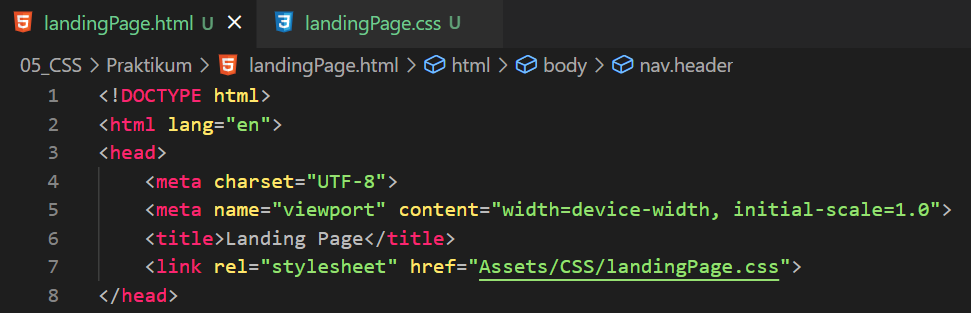 landingPage.html U × landingPage.css U
05_CSS > Praktikum > landingPage.html > html > body > nav.header
1 <!DOCTYPE html>
2 <html lang="en">
3 <head>
4     <meta charset="UTF-8">
5     <meta name="viewport" content="width=device-width, initial-scale=1.0">
6     <title>Landing Page</title>
7     <link rel="stylesheet" href="Assets/CSS/landingPage.css">
8 </head>